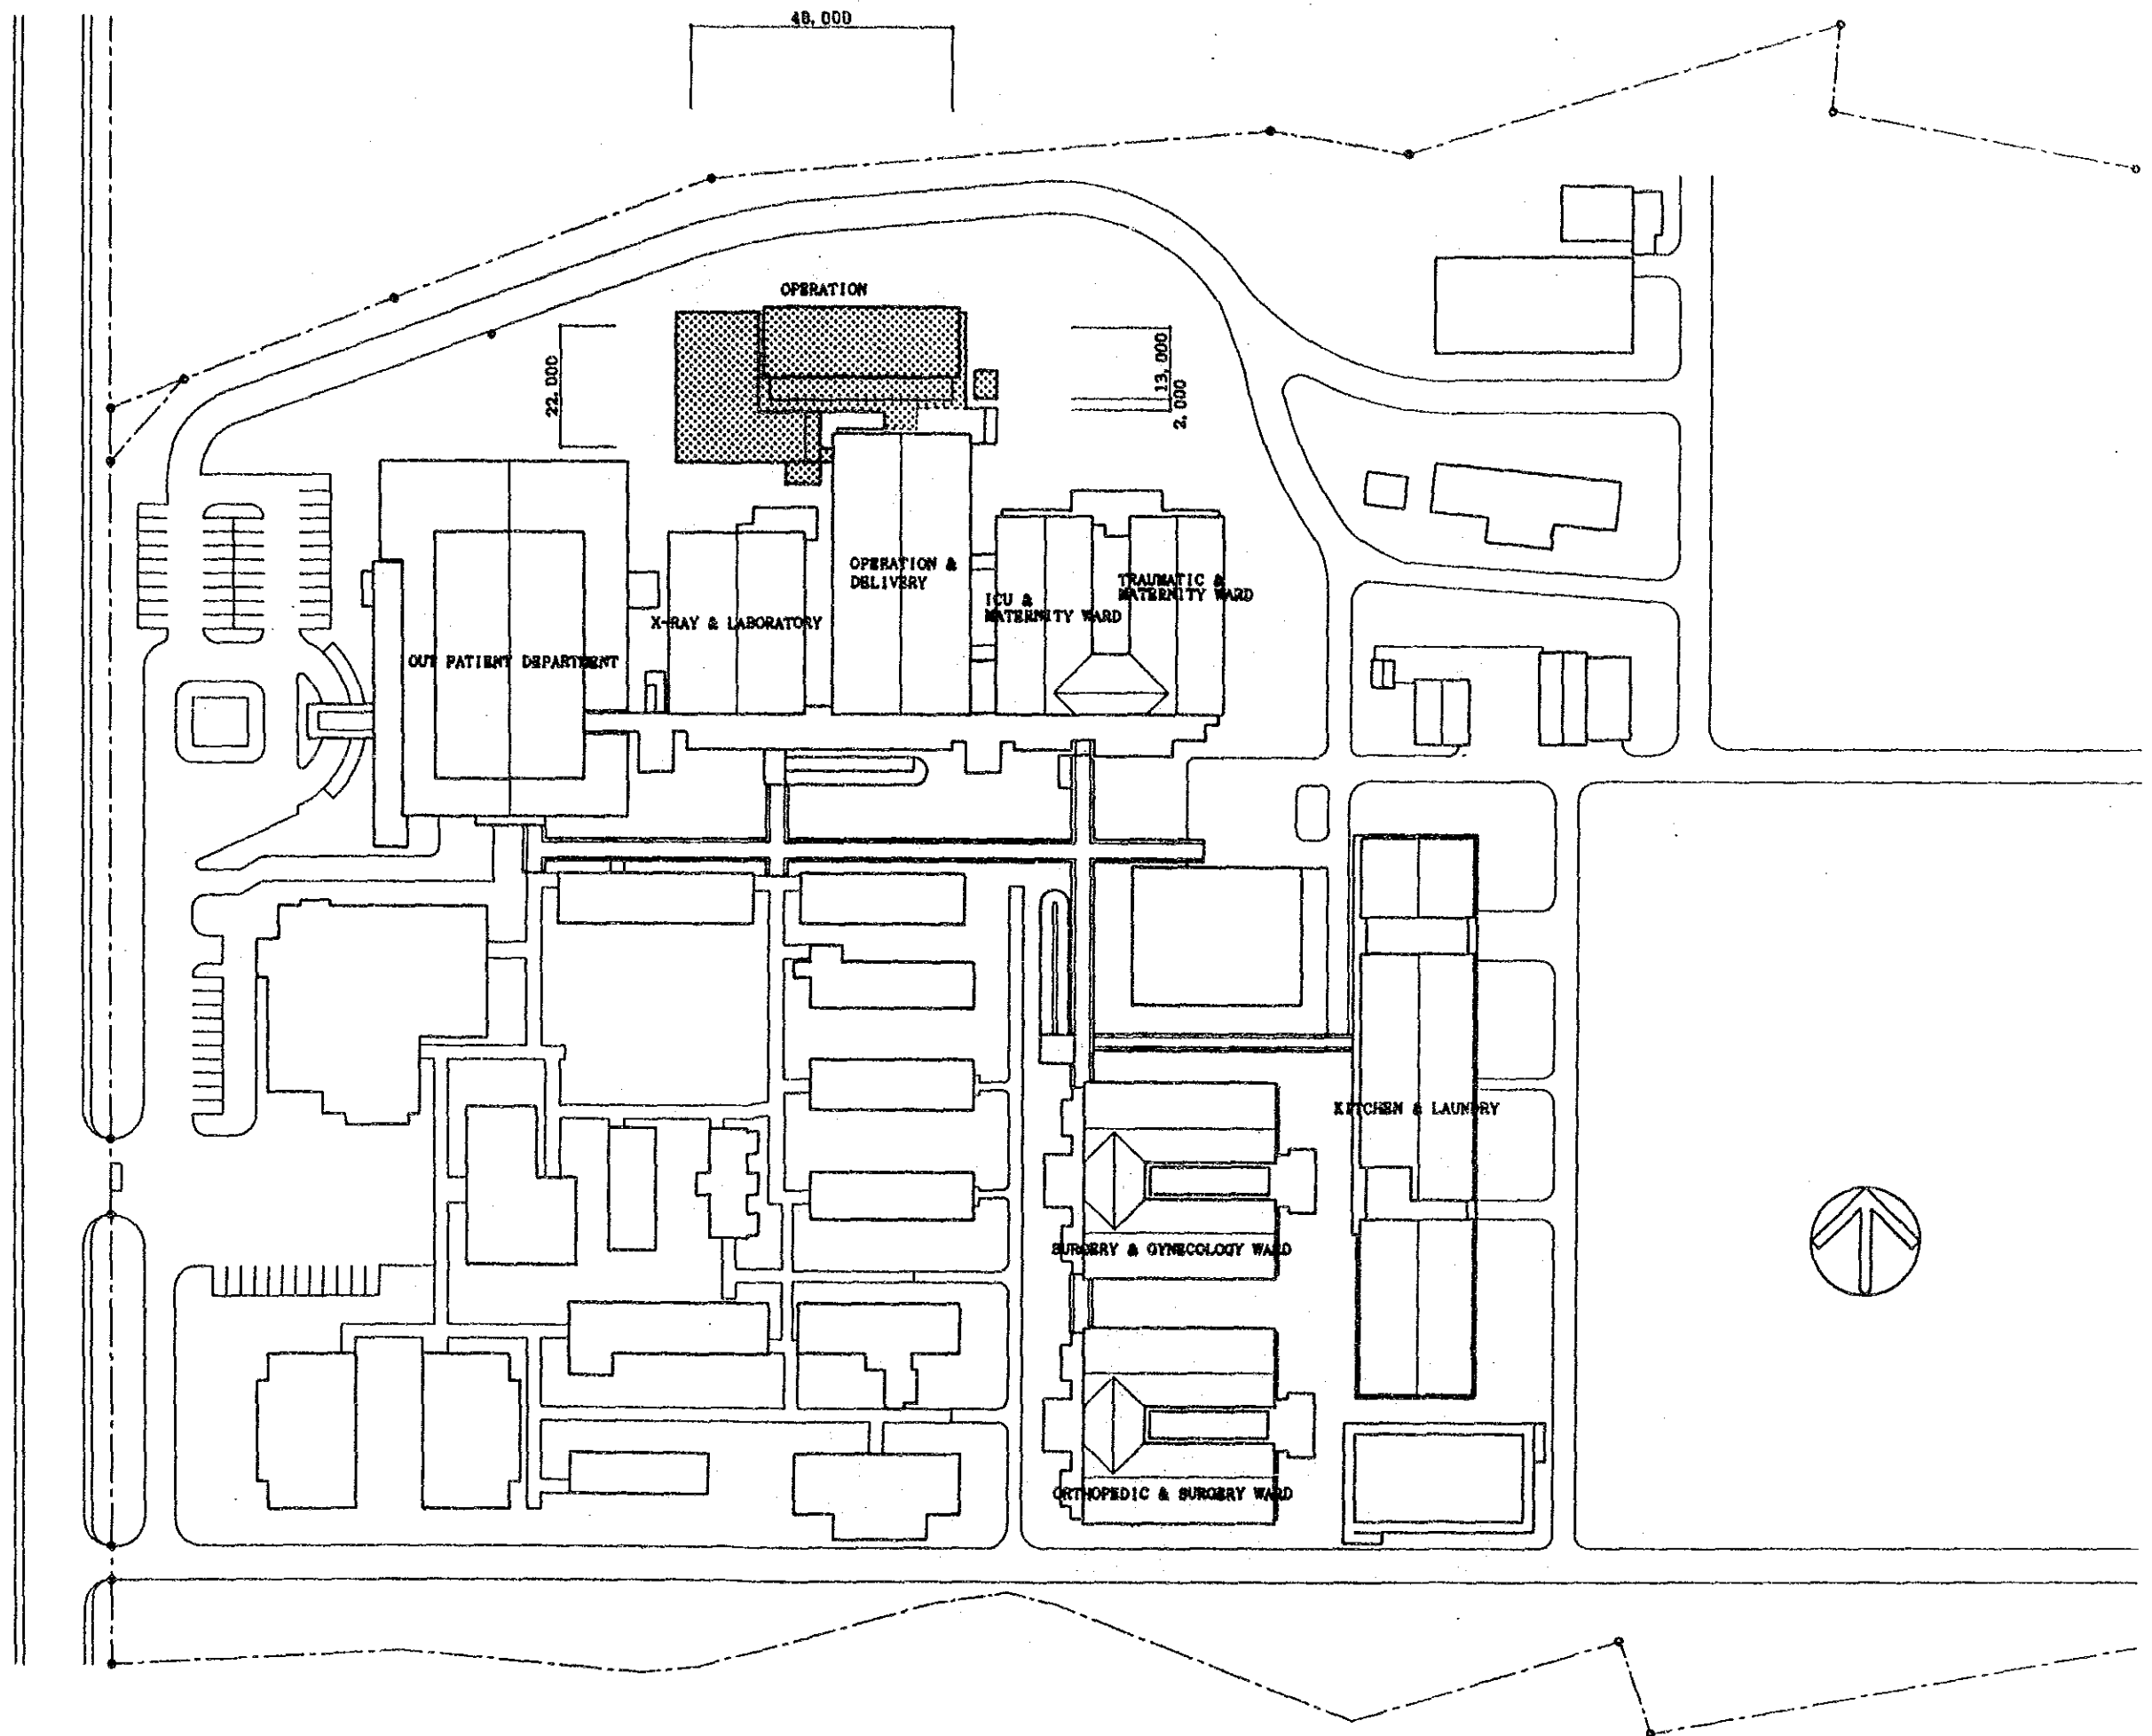 48,000
OPERATION
22,000
13,000
2,000
OPERATION &
DELIVERY
TRAUMATIC &
MATERNITY WARD
ICU &
MATERNITY WARD
X-RAY & LABORATORY
OUT PATIENT DEPARTMENT
KITCHEN & LAUNDRY
SURGERY & GYNECOLOGY WARD
ORTHOPEDIC & SURGERY WARD